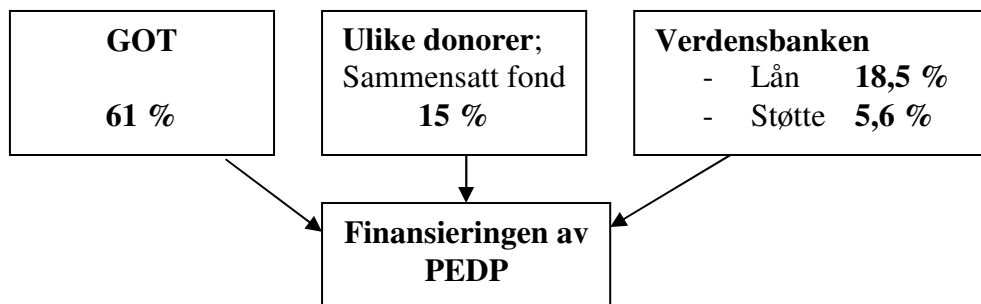 GOT
61 %
Ulike donorer;
Sammensatt fond
15 %
Verdensbanken
- Lån 18,5 %
- Støtte 5,6 %
Finansieringen av
PEDP